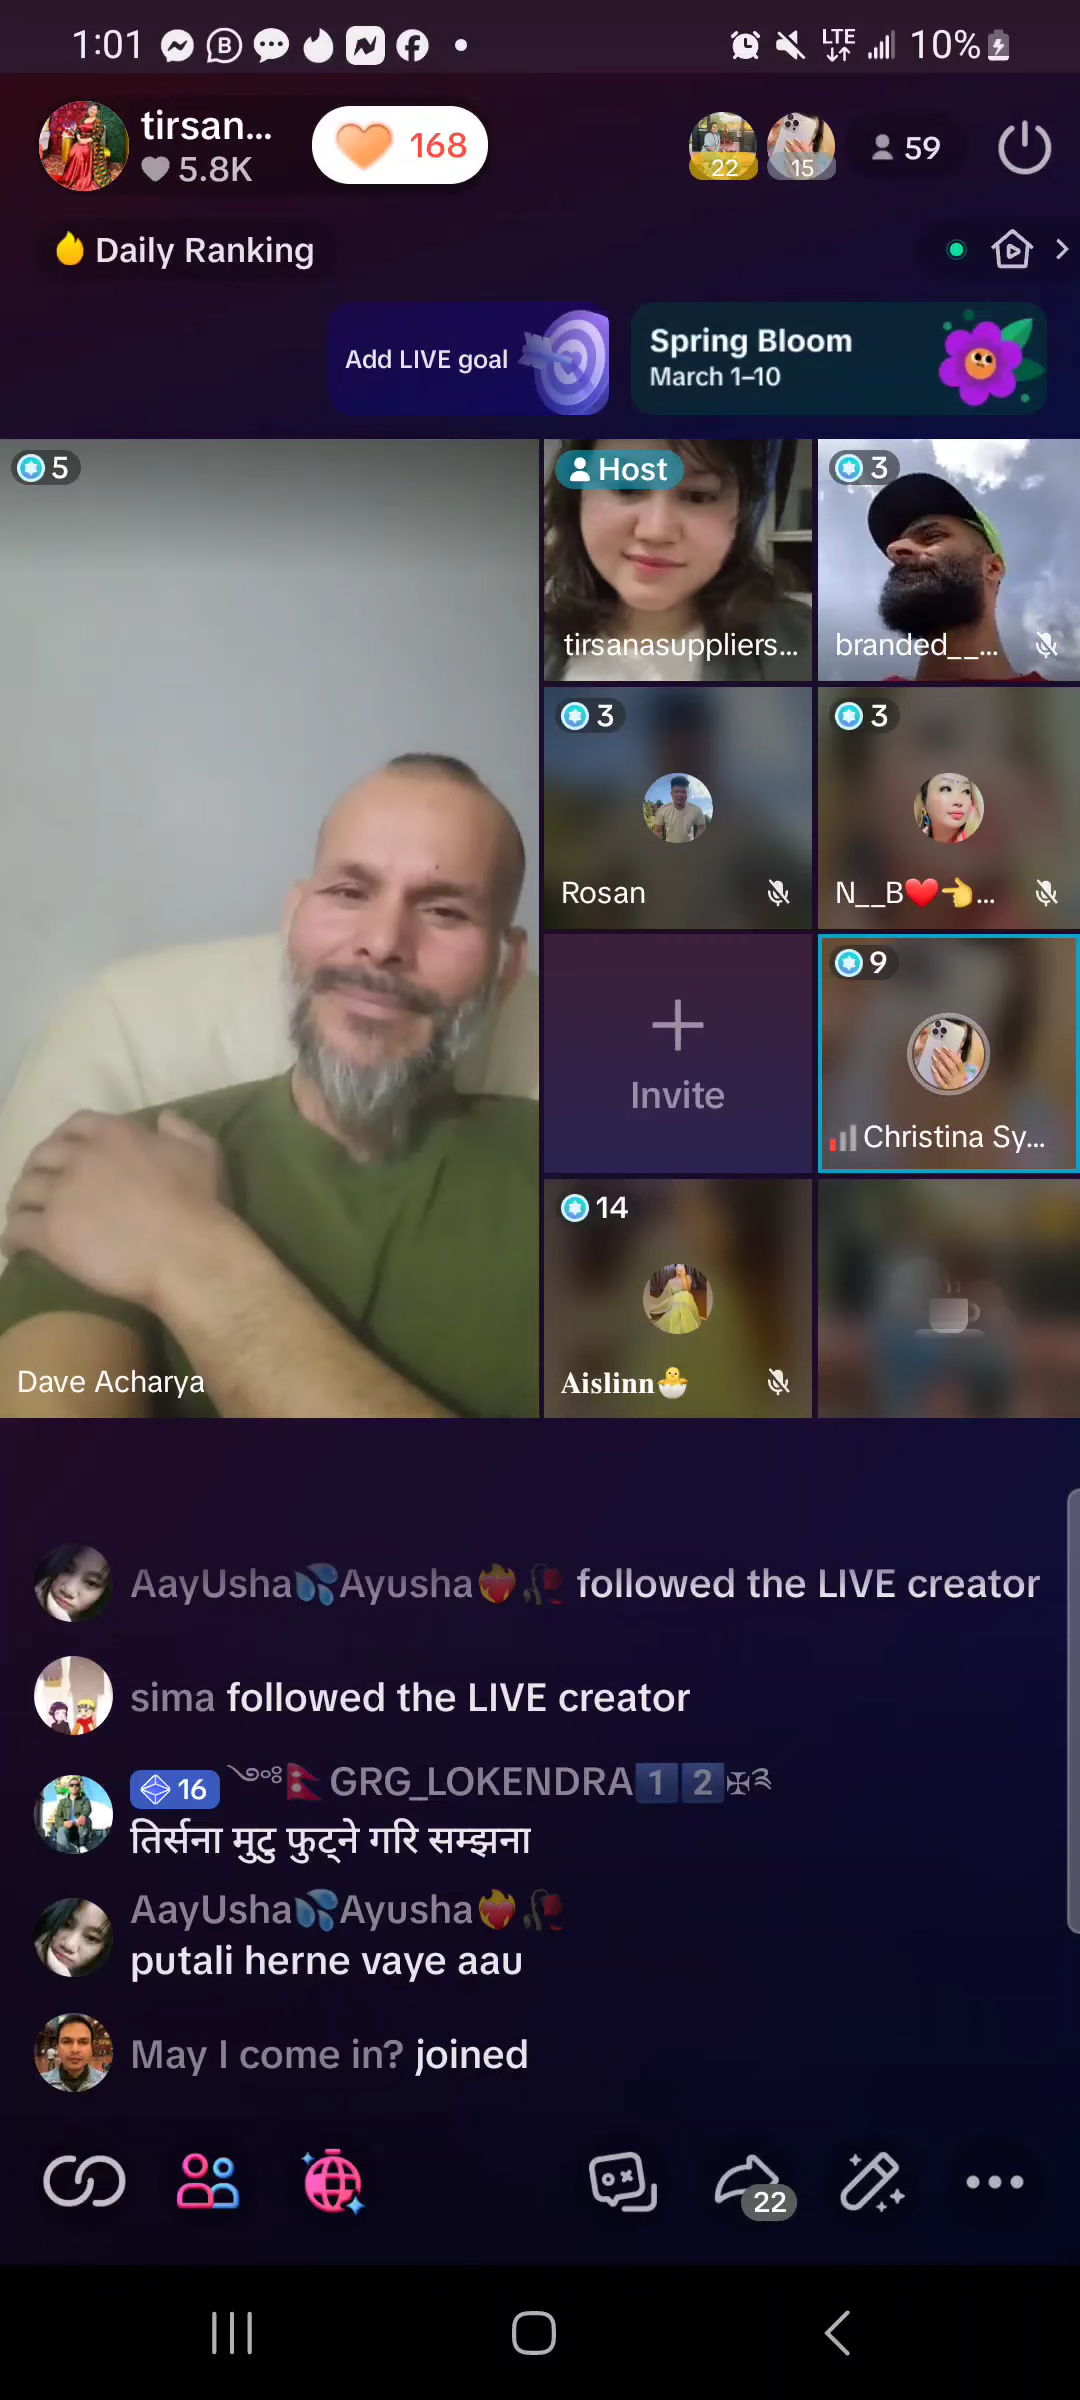 1:01
LTE
10%
tirsan...
5.8K
168
22
15
59
Daily Ranking
Add LIVE goal
Spring Bloom
March 1–10
5
Host
3
tirsanasuppliers...
branded__...
3
3
Rosan
N__B❤️👈...
Invite
9
Christina Sy...
14
Dave Acharya
Aislinn🐣
AayUsha💦Ayusha❤️‍🔥🥀 followed the LIVE creator
sima followed the LIVE creator
16 ࿐🇳🇵GRG_LOKENDRA1️⃣2️⃣✠ࢤ
तिर्सना मुटु फुट्ने गरि सम्झना
AayUsha💦Ayusha❤️‍🔥🥀
putali herne vaye aau
May I come in? joined
22